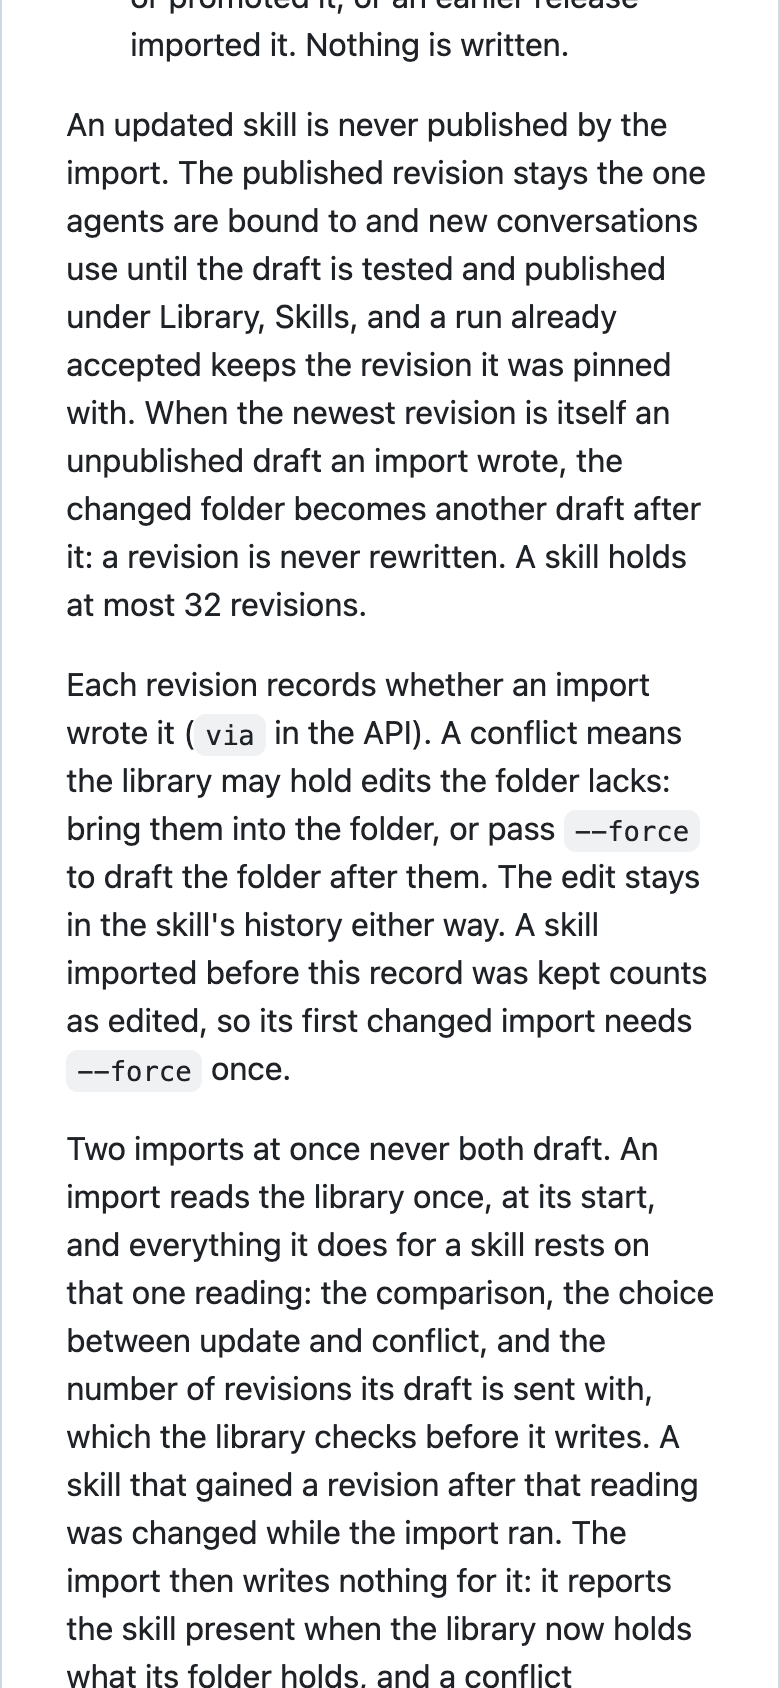 or promoted it, or an earlier release
imported it. Nothing is written.
An updated skill is never published by the
import. The published revision stays the one
agents are bound to and new conversations
use until the draft is tested and published
under Library, Skills, and a run already
accepted keeps the revision it was pinned
with. When the newest revision is itself an
unpublished draft an import wrote, the
changed folder becomes another draft after
it: a revision is never rewritten. A skill holds
at most 32 revisions.
Each revision records whether an import
wrote it ( via in the API). A conflict means
the library may hold edits the folder lacks:
bring them into the folder, or pass --force
to draft the folder after them. The edit stays
in the skill's history either way. A skill
imported before this record was kept counts
as edited, so its first changed import needs
--force once.
Two imports at once never both draft. An
import reads the library once, at its start,
and everything it does for a skill rests on
that one reading: the comparison, the choice
between update and conflict, and the
number of revisions its draft is sent with,
which the library checks before it writes. A
skill that gained a revision after that reading
was changed while the import ran. The
import then writes nothing for it: it reports
the skill present when the library now holds
what its folder holds, and a conflict